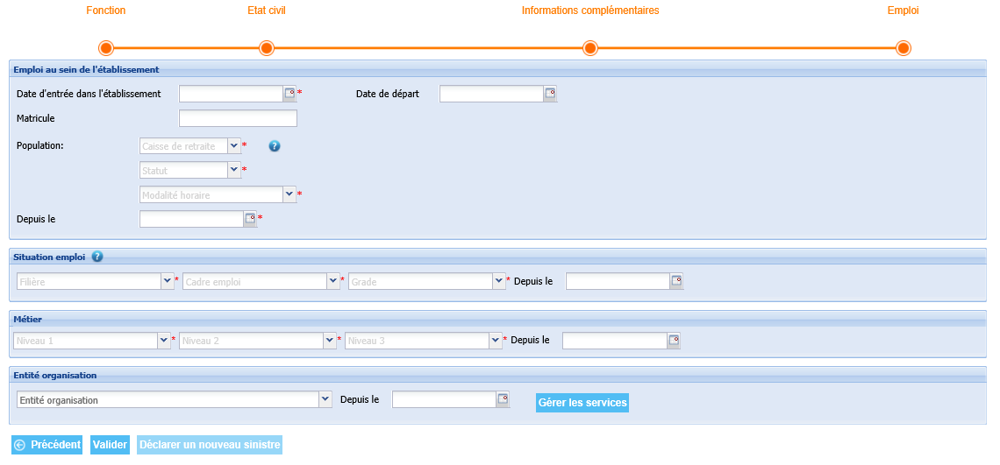 Fonction Etat civil Informations complémentaires Emploi
Emploi au sein de l'établissement
Date d'entrée dans l'établissement * Date de départ
Matricule
Population: Caisse de retraite * ?
Statut *
Modalité horaire *
Depuis le *
Situation emploi ?
Filière * Cadre emploi * Grade * Depuis le
Métier
Niveau 1 * Niveau 2 * Niveau 3 * Depuis le
Entité organisation
Entité organisation Depuis le Gérer les services
Précédent Valider Déclarer un nouveau sinistre